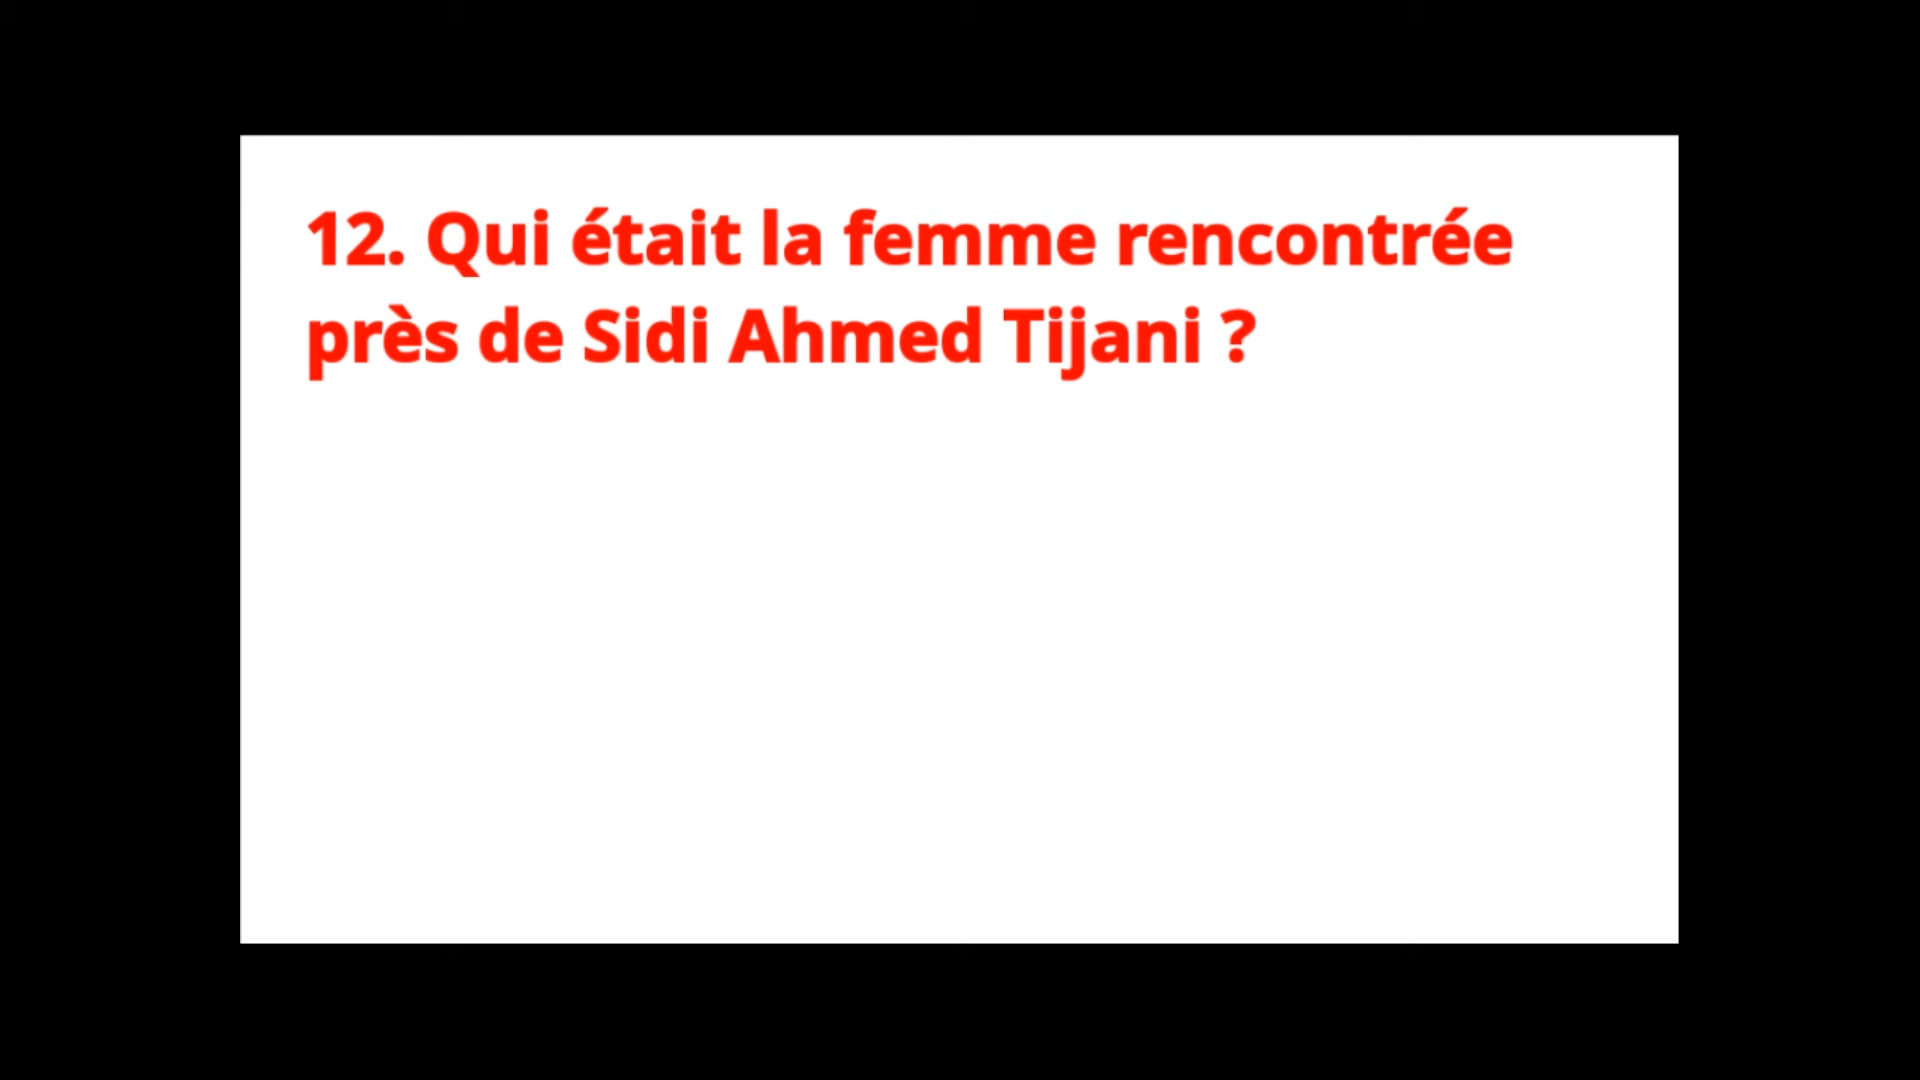 12. Qui était la femme rencontrée
près de Sidi Ahmed Tijani ?